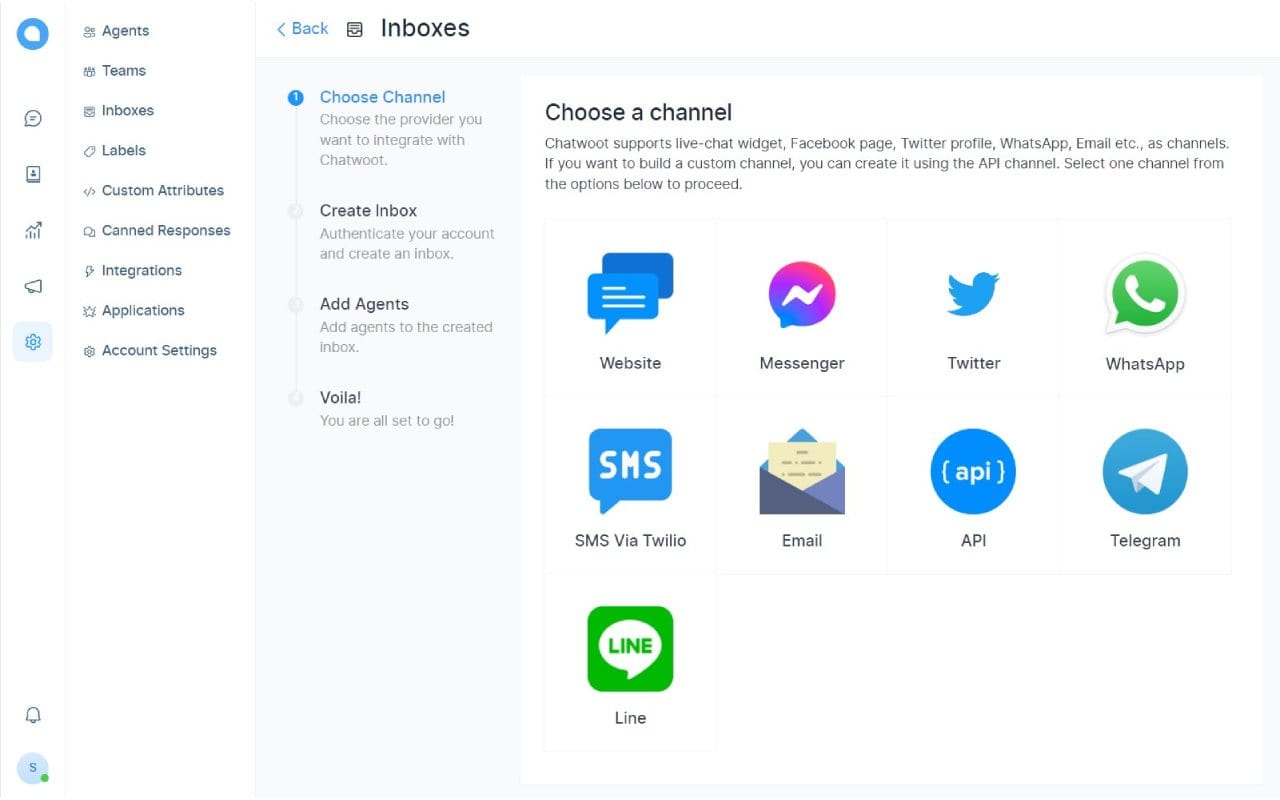 Agents
Teams
Inboxes
Labels
Custom Attributes
Canned Responses
Integrations
Applications
Account Settings
S
Back
Inboxes
1
Choose Channel
Choose the provider you
want to integrate with
Chatwoot.
2
Create Inbox
Authenticate your account
and create an inbox.
3
Add Agents
Add agents to the created
inbox.
4
Voila!
You are all set to go!
Choose a channel
Chatwoot supports live-chat widget, Facebook page, Twitter profile, WhatsApp, Email etc., as channels.
If you want to build a custom channel, you can create it using the API channel. Select one channel from
the options below to proceed.
Website
Messenger
Twitter
WhatsApp
SMS
SMS Via Twilio
Email
{ api }
API
Telegram
LINE
Line